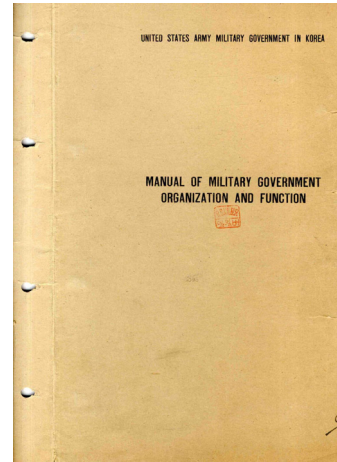 UNITED STATES ARMY MILITARY GOVERNMENT IN KOREA
MANUAL OF MILITARY GOVERNMENT
ORGANIZATION AND FUNCTION